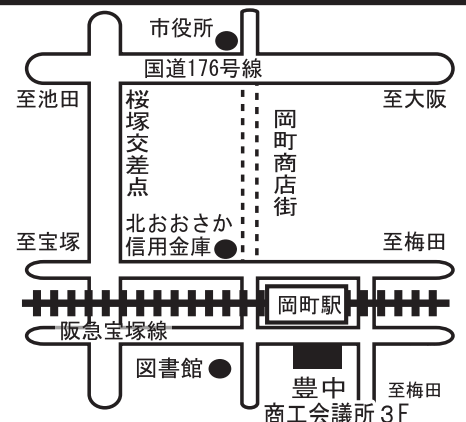 市役所
国道176号線
至池田
至大阪
桜塚交差点
岡町商店街
北おおさか
信用金庫
至宝塚
至梅田
岡町駅
阪急宝塚線
図書館
豊中
商工会議所3F
至梅田